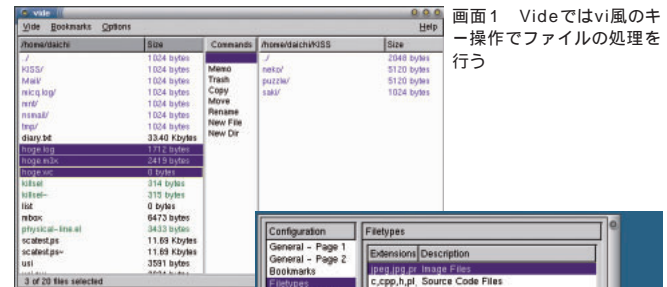 vide
Vide Bookmarks Options Help
/home/daichi Size
./ 1024 bytes
KISS/ 1024 bytes
Mail/ 1024 bytes
micq.log/ 1024 bytes
mnt/ 1024 bytes
nsmail/ 1024 bytes
tmp/ 1024 bytes
diary.txt 33.40 Kbytes
hoge.log 1712 bytes
hoge.m3x 2419 bytes
hoge.wc 0 bytes
killsel 314 bytes
killsel~ 315 bytes
list 0 bytes
mbox 6473 bytes
physical-line.el 3433 bytes
scatest.ps 11.69 Kbytes
scatest.ps~ 11.69 Kbytes
usi 3591 bytes
3 of 20 files selected
Commands
Memo
Trash
Copy
Move
Rename
New File
New Dir
/home/daichi/KISS Size
../ 2048 bytes
neko/ 5120 bytes
puzzle/ 5120 bytes
saki/ 1024 bytes
画面1 Videではvi風のキ
ー操作でファイルの処理を
行う
Configuration
General - Page 1
General - Page 2
Bookmarks
Filetypes
Filetypes
Extensions Description
jpeg,jpg,pr Image Files
c,cpp,h,pl, Source Code Files